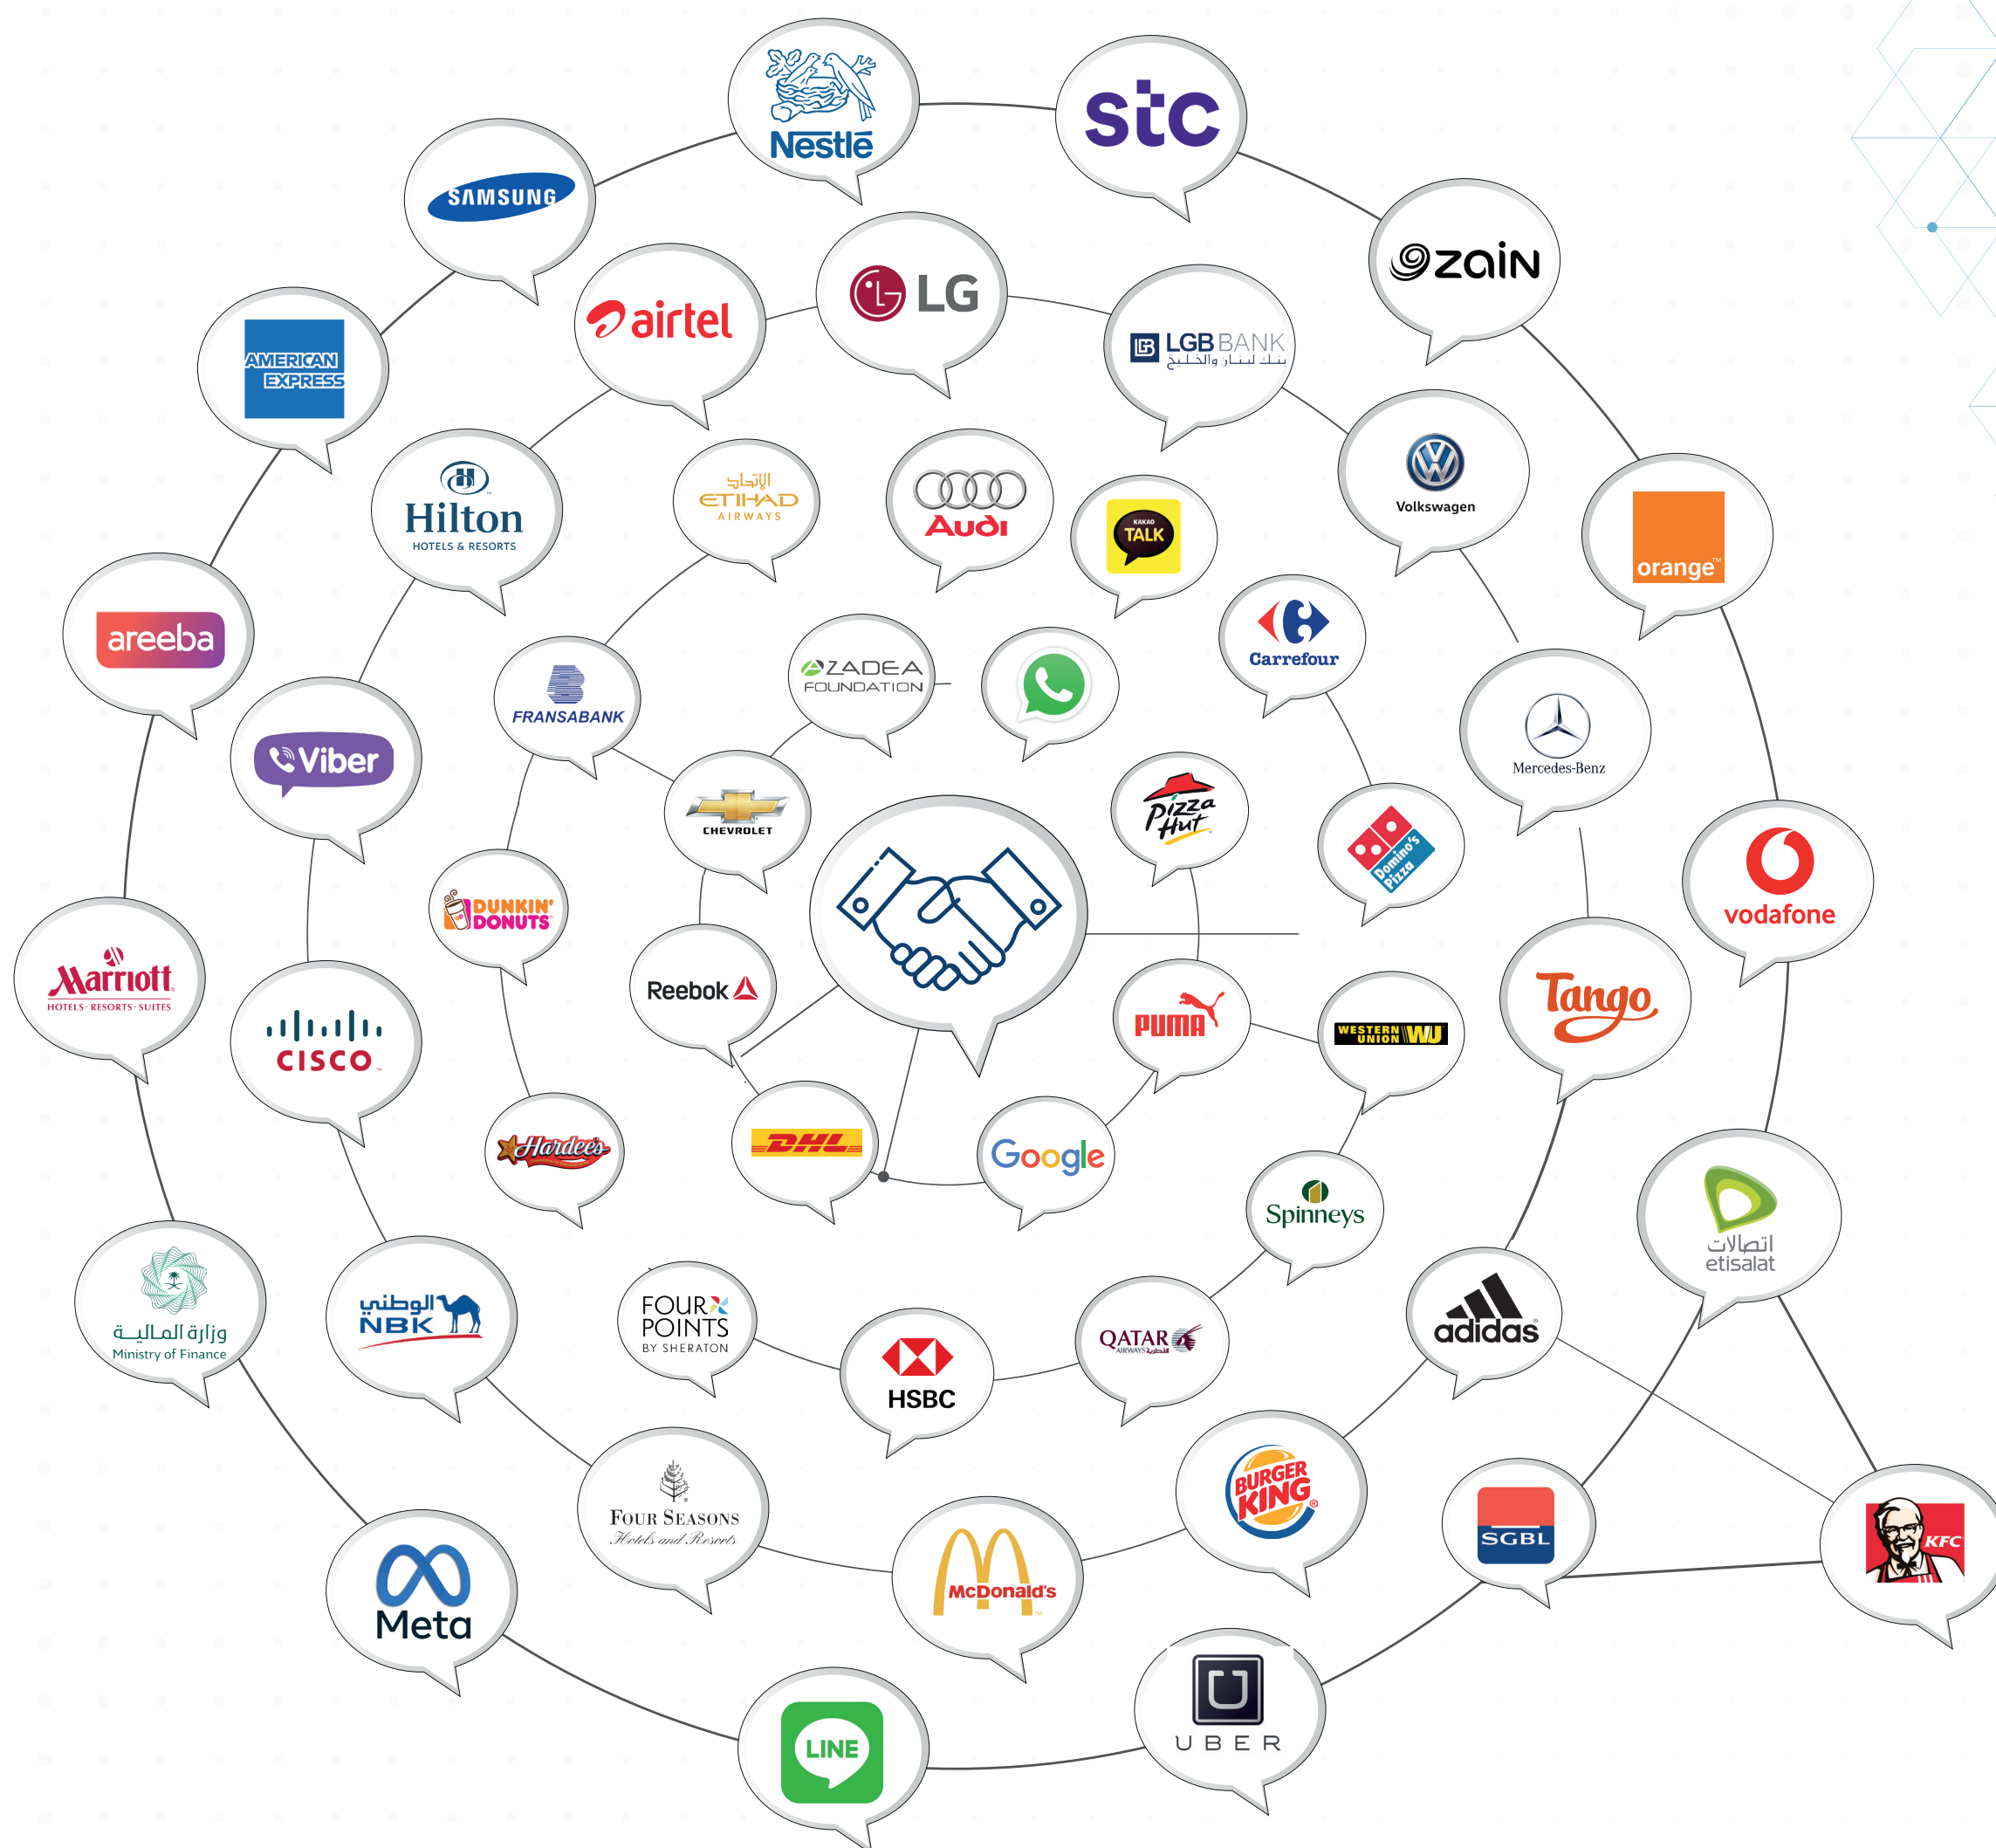 Nestlé
stc
SAMSUNG
zain
airtel
LG
LGB BANK
بنك لبنان والخليج
AMERICAN
EXPRESS
Hilton
HOTELS & RESORTS
الإتحاد
ETIHAD
AIRWAYS
Audi
KAKAO
TALK
Volkswagen
orange™
areeba
Viber
FRANSABANK
AZADEA
FOUNDATION
Carrefour
Mercedes-Benz
CHEVROLET
Pizza
Hut
Domino's
Pizza
vodafone
DUNKIN'
DONUTS
Marriott
HOTELS · RESORTS · SUITES
Reebok
PUMA
WESTERN
UNION WU
Tango
CISCO
Hardee's
DHL
Google
Spinneys
اتصالات
etisalat
وزارة المالية
Ministry of Finance
الوطني
NBK
FOUR
POINTS
BY SHERATON
HSBC
QATAR
AIRWAYS القطرية
adidas
BURGER
KING®
FOUR SEASONS
Hotels and Resorts
McDonald's
SGBL
KFC
Meta
LINE
UBER